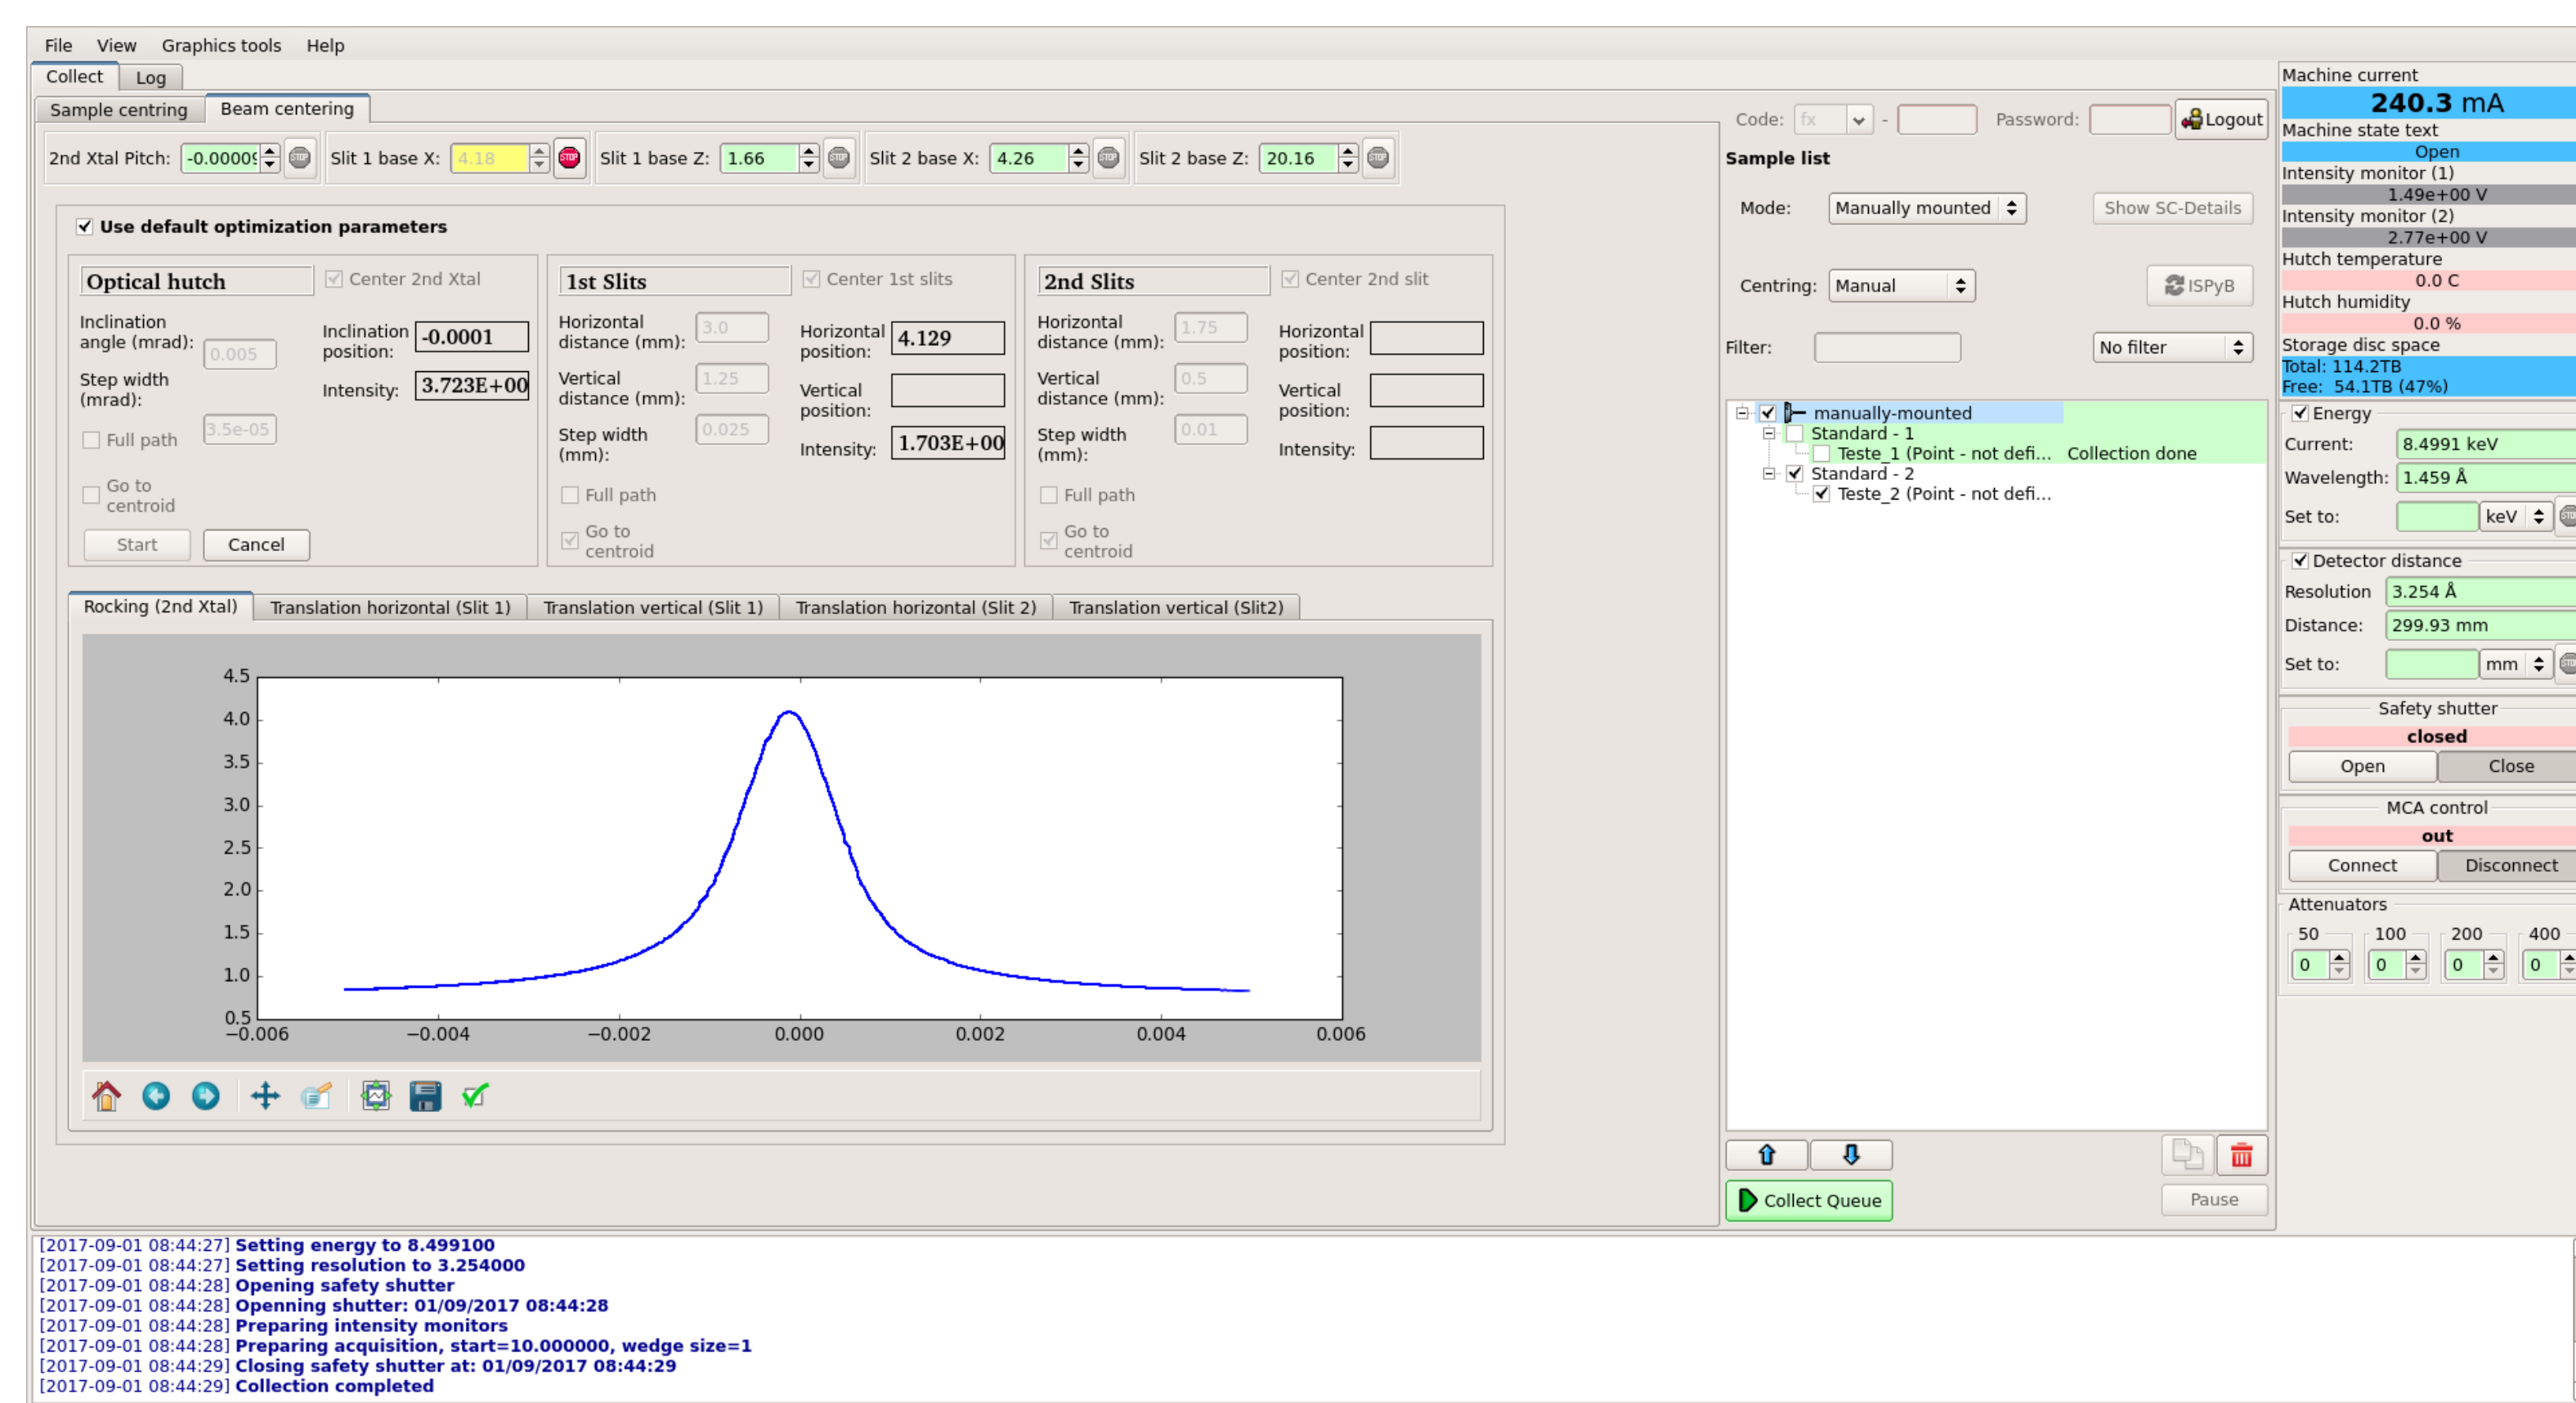 File View Graphics tools Help
Collect Log
Sample centring Beam centering
2nd Xtal Pitch: -0.00009 Slit 1 base X: 4.18 STOP Slit 1 base Z: 1.66 STOP Slit 2 base X: 4.26 STOP Slit 2 base Z: 20.16 STOP
Use default optimization parameters
Optical hutch Center 2nd Xtal
Inclination angle (mrad): 0.005
Inclination position: -0.0001
Step width (mrad): 3.5e-05
Intensity: 3.723E+00
Full path
Go to centroid
Start Cancel
1st Slits Center 1st slits
Horizontal distance (mm): 3.0
Horizontal position: 4.129
Vertical distance (mm): 1.25
Vertical position:
Step width (mm): 0.025
Intensity: 1.703E+00
Full path
Go to centroid
2nd Slits Center 2nd slit
Horizontal distance (mm): 1.75
Horizontal position:
Vertical distance (mm): 0.5
Vertical position:
Step width (mm): 0.01
Intensity:
Full path
Go to centroid
Rocking (2nd Xtal) Translation horizontal (Slit 1) Translation vertical (Slit 1) Translation horizontal (Slit 2) Translation vertical (Slit2)
4.5
4.0
3.5
3.0
2.5
2.0
1.5
1.0
0.5
−0.006 −0.004 −0.002 0.000 0.002 0.004 0.006
Code: fx - Password: Logout
Sample list
Mode: Manually mounted Show SC-Details
Centring: Manual ISPyB
Filter: No filter
manually-mounted
Standard - 1
Teste_1 (Point - not defi... Collection done
Standard - 2
Teste_2 (Point - not defi...
Collect Queue Pause
Machine current
240.3 mA
Machine state text
Open
Intensity monitor (1)
1.49e+00 V
Intensity monitor (2)
2.77e+00 V
Hutch temperature
0.0 C
Hutch humidity
0.0 %
Storage disc space
Total: 114.2TB
Free: 54.1TB (47%)
Energy
Current: 8.4991 keV
Wavelength: 1.459 Å
Set to: keV
Detector distance
Resolution 3.254 Å
Distance: 299.93 mm
Set to: mm
Safety shutter
closed
Open Close
MCA control
out
Connect Disconnect
Attenuators
50 100 200 400
0 0 0 0
[2017-09-01 08:44:27] Setting energy to 8.499100
[2017-09-01 08:44:27] Setting resolution to 3.254000
[2017-09-01 08:44:28] Opening safety shutter
[2017-09-01 08:44:28] Openning shutter: 01/09/2017 08:44:28
[2017-09-01 08:44:28] Preparing intensity monitors
[2017-09-01 08:44:28] Preparing acquisition, start=10.000000, wedge size=1
[2017-09-01 08:44:29] Closing safety shutter at: 01/09/2017 08:44:29
[2017-09-01 08:44:29] Collection completed